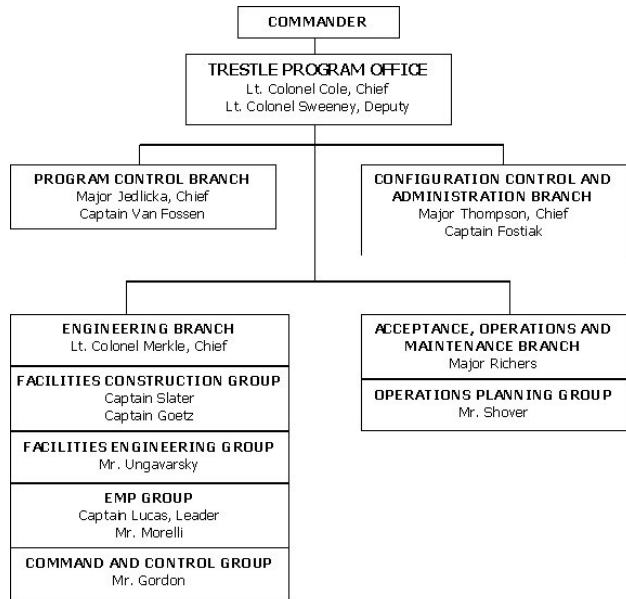 COMMANDER
TRESTLE PROGRAM OFFICE
Lt. Colonel Cole, Chief
Lt. Colonel Sweeney, Deputy
PROGRAM CONTROL BRANCH
Major Jedlicka, Chief
Captain Van Fossen
CONFIGURATION CONTROL AND
ADMINISTRATION BRANCH
Major Thompson, Chief
Captain Fostiak
ENGINEERING BRANCH
Lt. Colonel Merkle, Chief
FACILITIES CONSTRUCTION GROUP
Captain Slater
Captain Goetz
FACILITIES ENGINEERING GROUP
Mr. Ungavarsky
EMP GROUP
Captain Lucas, Leader
Mr. Morelli
COMMAND AND CONTROL GROUP
Mr. Gordon
ACCEPTANCE, OPERATIONS AND
MAINTENANCE BRANCH
Major Richers
OPERATIONS PLANNING GROUP
Mr. Shover